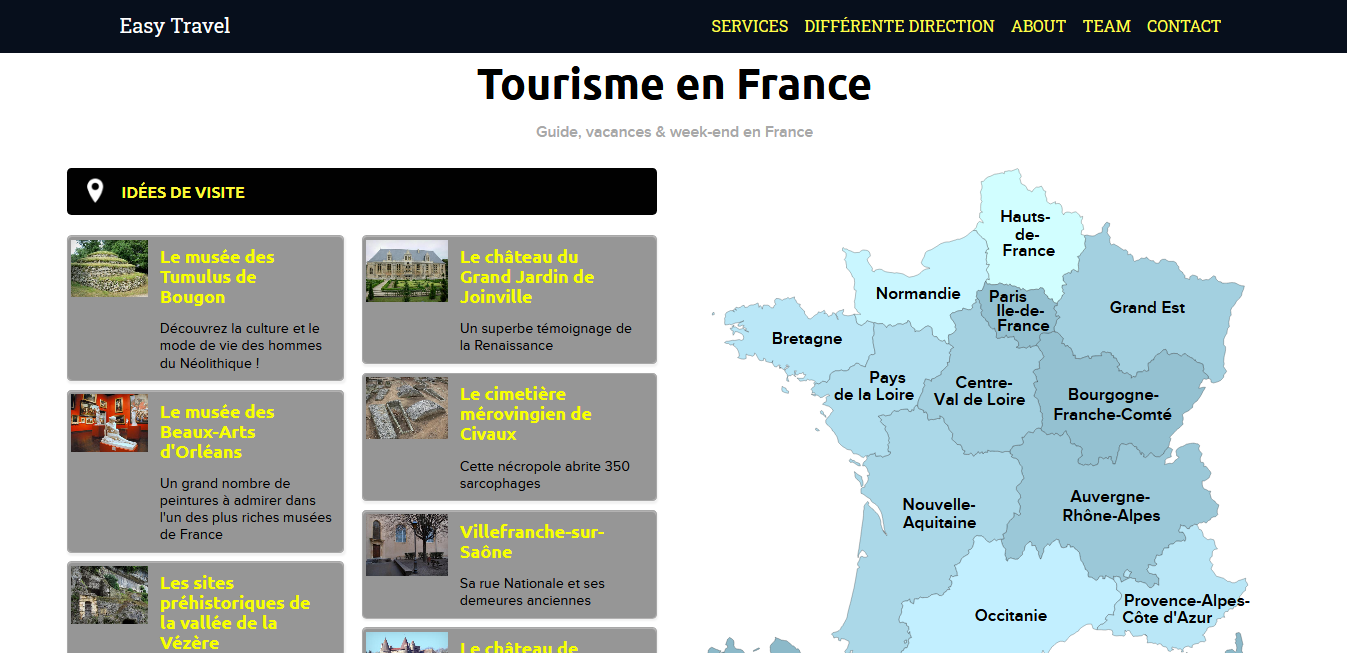 Easy Travel
SERVICES DIFFÉRENTE DIRECTION ABOUT TEAM CONTACT
Tourisme en France
Guide, vacances & week-end en France
IDÉES DE VISITE
Le musée des
Tumulus de
Bougon
Découvrez la culture et le
mode de vie des hommes
du Néolithique !
Le musée des
Beaux-Arts
d'Orléans
Un grand nombre de
peintures à admirer dans
l'un des plus riches musées
de France
Les sites
préhistoriques de
la vallée de la
Vézère
Le château du
Grand Jardin de
Joinville
Un superbe témoignage de
la Renaissance
Le cimetière
mérovingien de
Civaux
Cette nécropole abrite 350
sarcophages
Villefranche-sur-
Saône
Sa rue Nationale et ses
demeures anciennes
Le château de
Hauts-
de-
France
Normandie
Paris
Ile-de-
France
Grand Est
Bretagne
Pays
de la Loire
Centre-
Val de Loire
Bourgogne-
Franche-Comté
Nouvelle-
Aquitaine
Auvergne-
Rhône-Alpes
Occitanie
Provence-Alpes-
Côte d'Azur